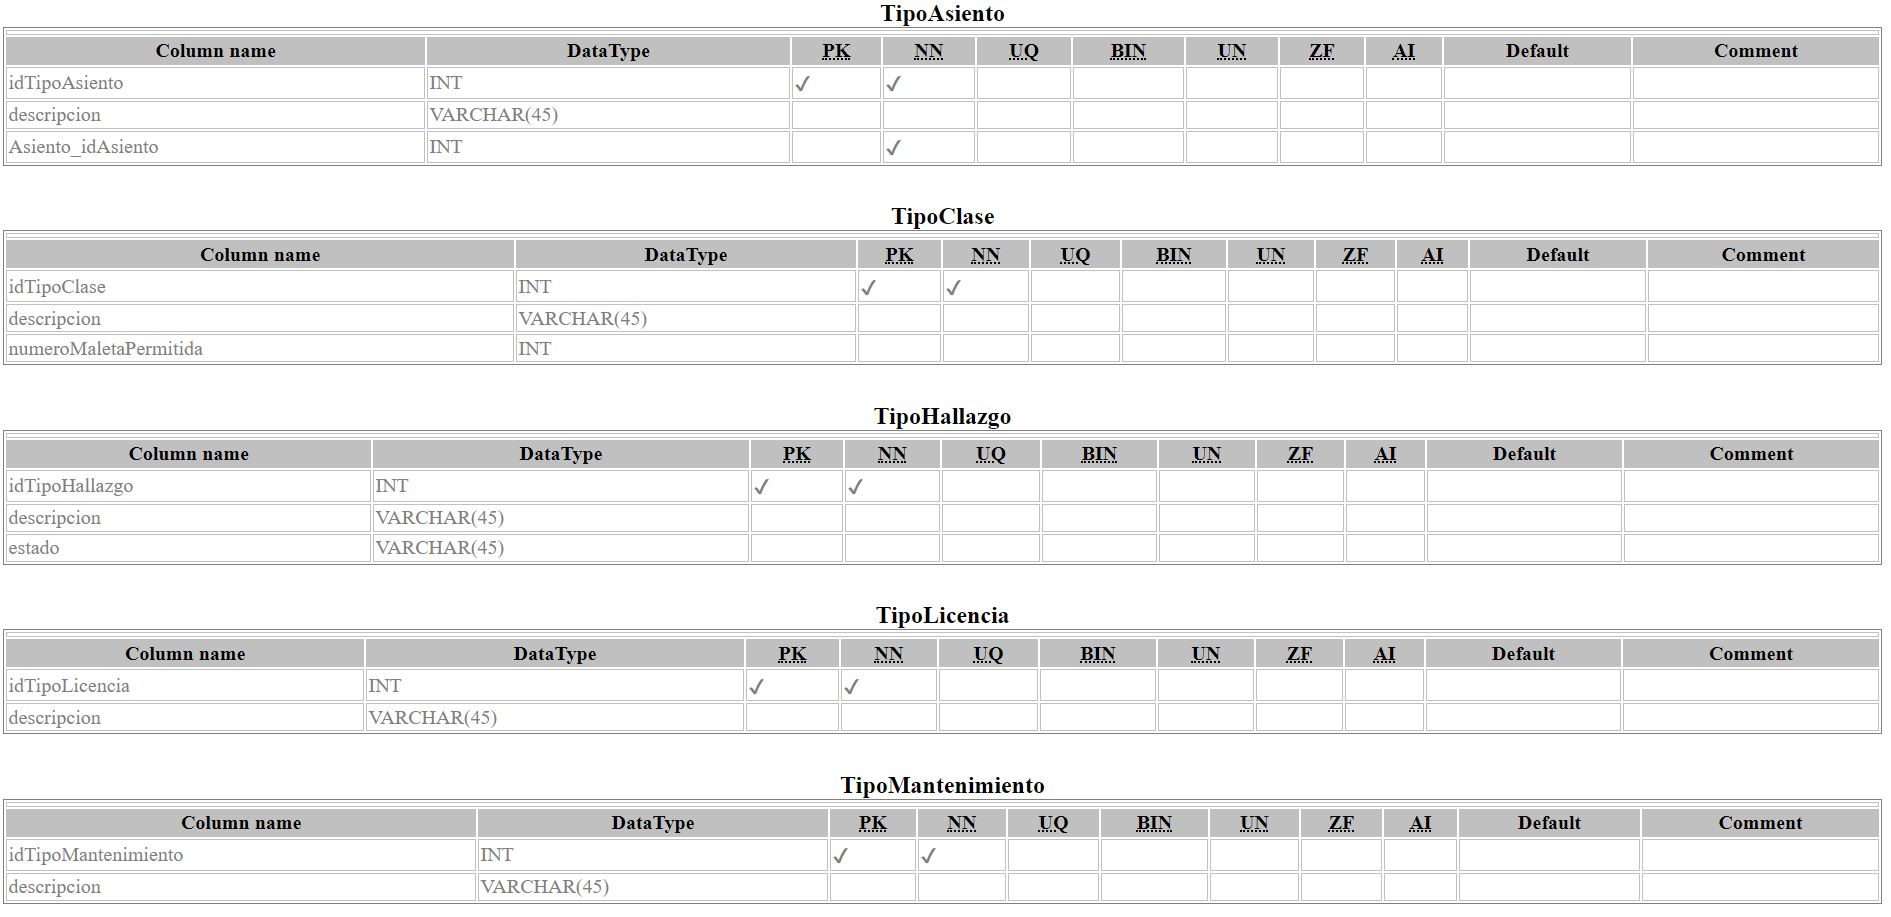 TipoAsiento
Column name DataType PK NN UQ BIN UN ZF AI Default Comment
idTipoAsiento INT ✓ ✓
descripcion VARCHAR(45)
Asiento_idAsiento INT ✓
TipoClase
Column name DataType PK NN UQ BIN UN ZF AI Default Comment
idTipoClase INT ✓ ✓
descripcion VARCHAR(45)
numeroMaletaPermitida INT
TipoHallazgo
Column name DataType PK NN UQ BIN UN ZF AI Default Comment
idTipoHallazgo INT ✓ ✓
descripcion VARCHAR(45)
estado VARCHAR(45)
TipoLicencia
Column name DataType PK NN UQ BIN UN ZF AI Default Comment
idTipoLicencia INT ✓ ✓
descripcion VARCHAR(45)
TipoMantenimiento
Column name DataType PK NN UQ BIN UN ZF AI Default Comment
idTipoMantenimiento INT ✓ ✓
descripcion VARCHAR(45)